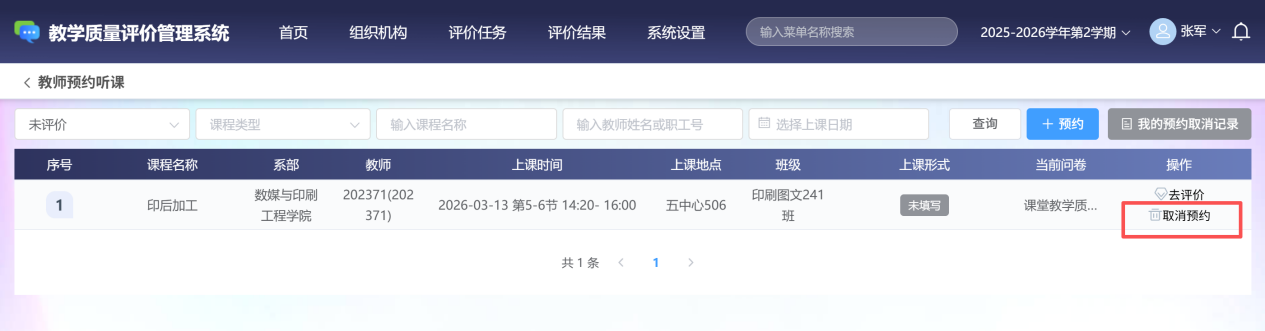 教学质量评价管理系统 首页 组织机构 评价任务 评价结果 系统设置 输入菜单名称搜索 2025-2026学年第2学期 张军
教师预约听课
未评价 课程类型 输入课程名称 输入教师姓名或职工号 选择上课日期 查询 + 预约 我的预约取消记录
序号 课程名称 系部 教师 上课时间 上课地点 班级 上课形式 当前问卷 操作
1 印后加工 数媒与印刷 202371(202 2026-03-13 第5-6节 14:20- 16:00 五中心506 印刷图文241 未填写 课堂教学质... 去评价
工程学院 371) 班 取消预约
共 1 条 < 1 >